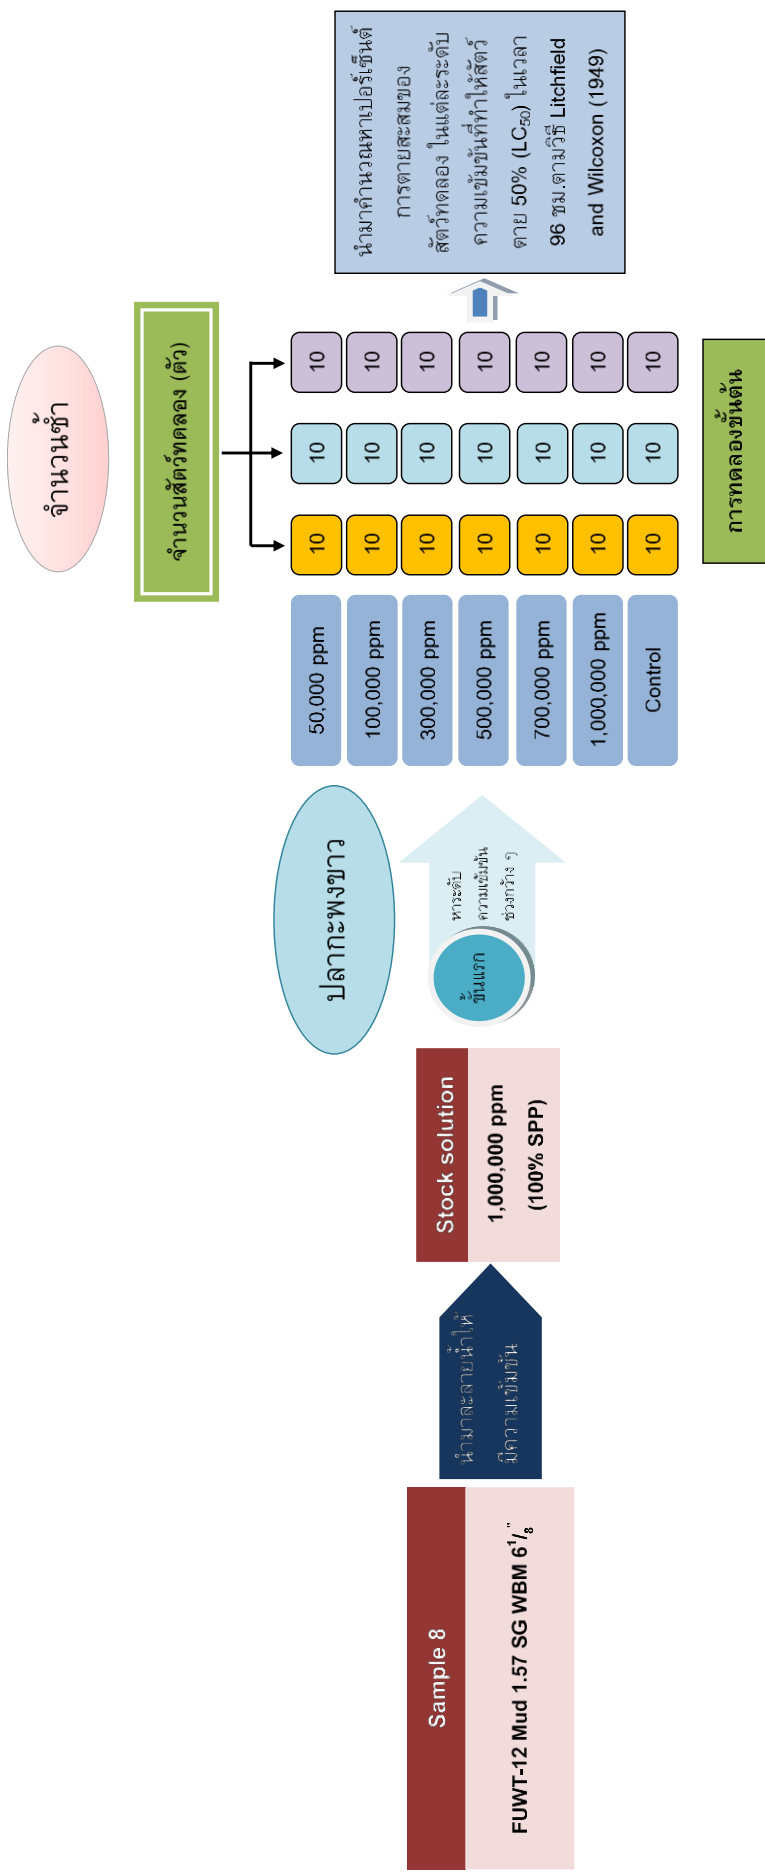 Sample 8
FUWT-12 Mud 1.57 SG WBM 6 1/8"
นำมาละลายน้ำให้
มีความเข้มข้น
Stock solution
1,000,000 ppm
(100% SPP)
ขั้นแรก
หาระดับ
ความเข้มข้น
ช่วงกว้าง ๆ
ปลากะพงขาว
จำนวนซ้ำ
จำนวนสัตว์ทดลอง (ตัว)
50,000 ppm 10 10 10
100,000 ppm 10 10 10
300,000 ppm 10 10 10
500,000 ppm 10 10 10
700,000 ppm 10 10 10
1,000,000 ppm 10 10 10
Control 10 10 10
การทดลองขั้นต้น
นำมาคำนวณหาเปอร์เซ็นต์
การตายสะสมของ
สัตว์ทดลอง ในแต่ละระดับ
ความเข้มข้นที่ทำให้สัตว์
ตาย 50% (LC50) ในเวลา
96 ชม.ตามวิธี Litchfield
and Wilcoxon (1949)